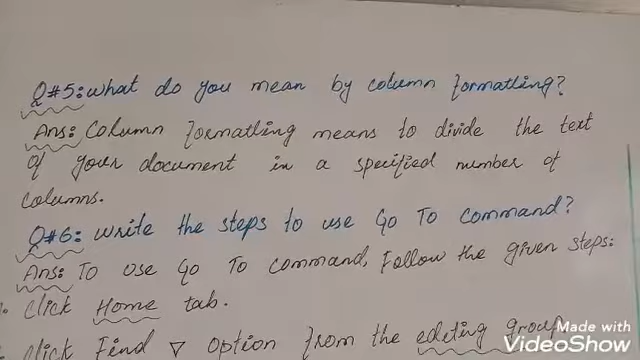 Q#5: What do you mean by column formatting?
Ans: Column formatting means to divide the text
of your document in a specified number of
columns.
Q#6: Write the steps to use Go To command?
Ans: To use Go To command, follow the given steps:
Click Home tab.
Click Find ▽ option from the editing group
Made with
VideoShow